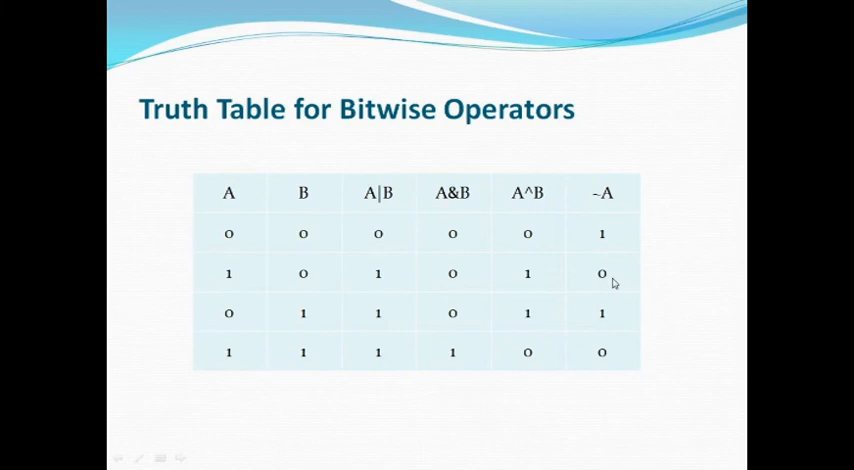 Truth Table for Bitwise Operators
A B A|B A&B A^B ~A
0 0 0 0 0 1
1 0 1 0 1 0
0 1 1 0 1 1
1 1 1 1 0 0